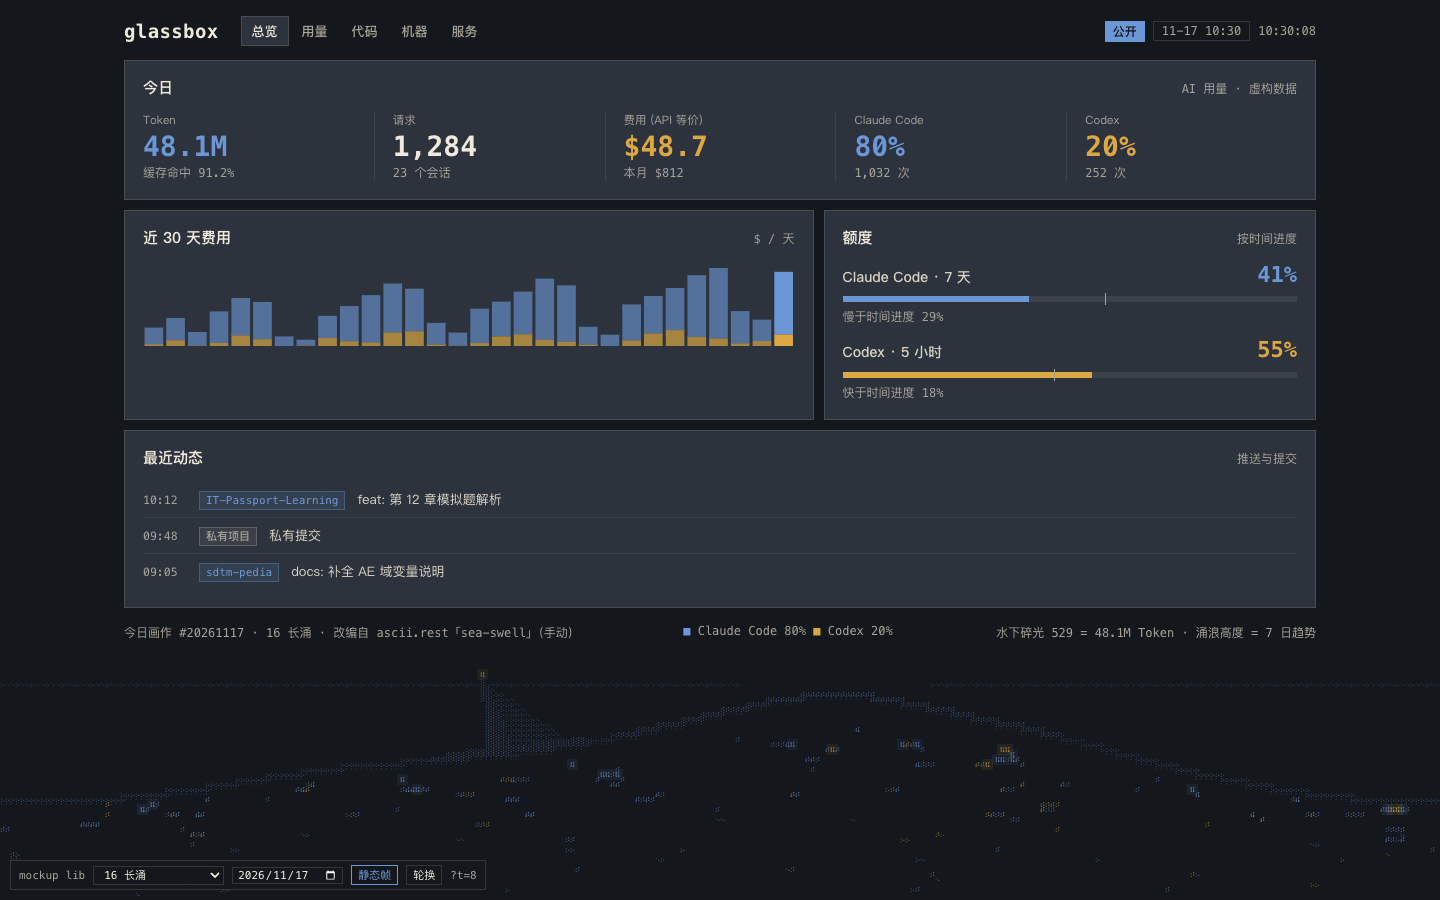 glassbox 总览 用量 代码 机器 服务 公开 11-17 10:30 10:30:08
今日 AI 用量 · 虚构数据
Token 请求 费用 (API 等价) Claude Code Codex
48.1M 1,284 $48.7 80% 20%
缓存命中 91.2% 23 个会话 本月 $812 1,032 次 252 次
近 30 天费用 $ / 天
额度 按时间进度
Claude Code · 7 天 41%
慢于时间进度 29%
Codex · 5 小时 55%
快于时间进度 18%
最近动态 推送与提交
10:12 IT-Passport-Learning feat: 第 12 章模拟题解析
09:48 私有项目 私有提交
09:05 sdtm-pedia docs: 补全 AE 域变量说明
今日画作 #20261117 · 16 长涌 · 改编自 ascii.rest「sea-swell」(手动) Claude Code 80% Codex 20% 水下碎光 529 = 48.1M Token · 涌浪高度 = 7 日趋势
mockup lib 16 长涌 2026/11/17 静态帧 轮换 ?t=8